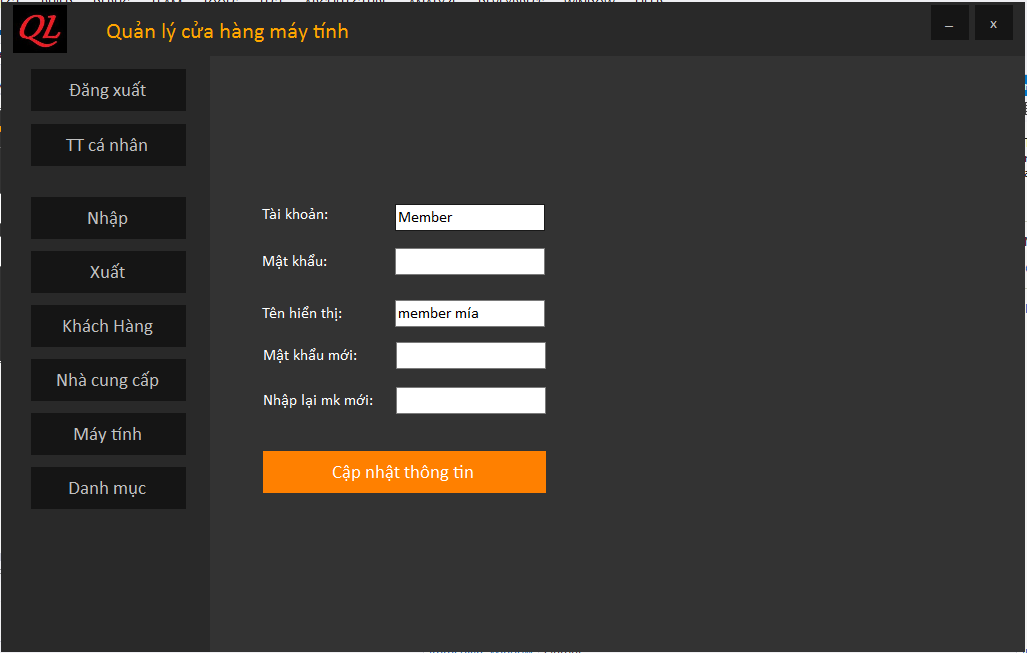 QL
Quản lý cửa hàng máy tính
_
x
Đăng xuất
TT cá nhân
Nhập
Xuất
Khách Hàng
Nhà cung cấp
Máy tính
Danh mục
Tài khoản: Member
Mật khẩu:
Tên hiển thị: member mía
Mật khẩu mới:
Nhập lại mk mới:
Cập nhật thông tin